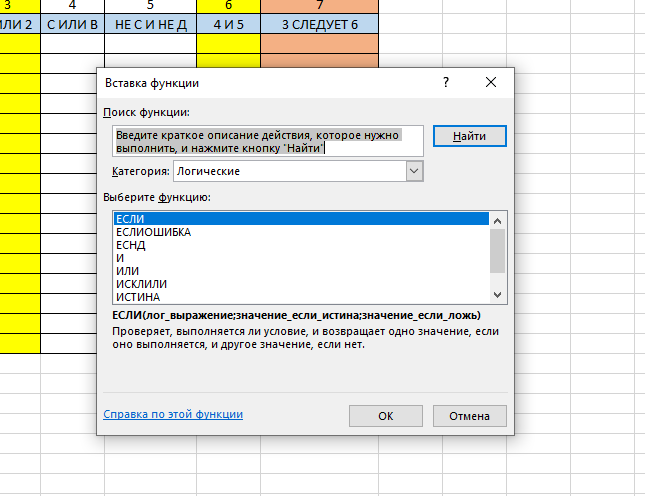 3 4 5 6 7
ИЛИ 2 С ИЛИ В НЕ С И НЕ Д 4 И 5 3 СЛЕДУЕТ 6
Вставка функции ?
Поиск функции:
Введите краткое описание действия, которое нужно
выполнить, и нажмите кнопку "Найти"
Найти
Категория: Логические
Выберите функцию:
ЕСЛИ
ЕСЛИОШИБКА
ЕСНД
И
ИЛИ
ИСКЛИЛИ
ИСТИНА
ЕСЛИ(лог_выражение;значение_если_истина;значение_если_ложь)
Проверяет, выполняется ли условие, и возвращает одно значение, если
оно выполняется, и другое значение, если нет.
Справка по этой функции
ОК Отмена